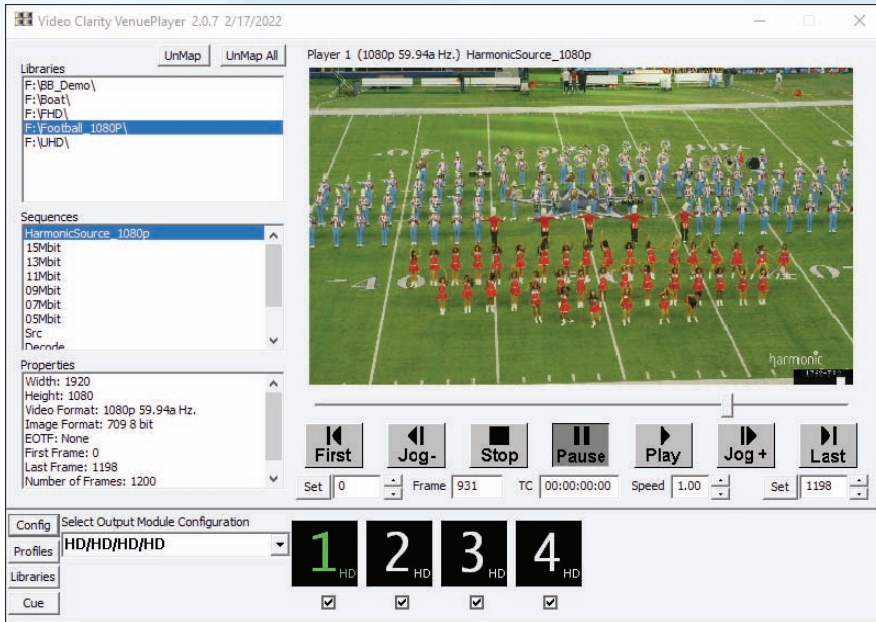 Video Clarity VenuePlayer 2.0.7 2/17/2022
UnMap UnMap All
Libraries
F:\BB_Demo\
F:\Boat\
F:\FHD\
F:\Football_1080P\
F:\UHD\
Sequences
HarmonicSource_1080p
15Mbit
13Mbit
11Mbit
09Mbit
07Mbit
05Mbit
Src
Decode
Properties
Width: 1920
Height: 1080
Video Format: 1080p 59.94a Hz.
Image Format: 709 8 bit
EOTF: None
First Frame: 0
Last Frame: 1198
Number of Frames: 1200
Player 1 (1080p 59.94a Hz.) HarmonicSource_1080p
harmonic
First Jog- Stop Pause Play Jog+ Last
Set 0 Frame 931 TC 00:00:00:00 Speed 1.00 Set 1198
Config
Profiles
Libraries
Cue
Select Output Module Configuration
HD/HD/HD/HD
1 HD 2 HD 3 HD 4 HD